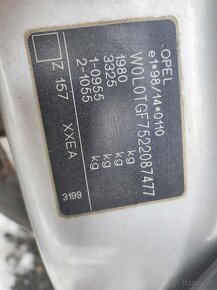 OPEL
e1*98/14*0110
W0L0TGF7522087477
1980 kg
3325 kg
1-0955 kg
2-1055 kg
Z 157 XXEA
3199